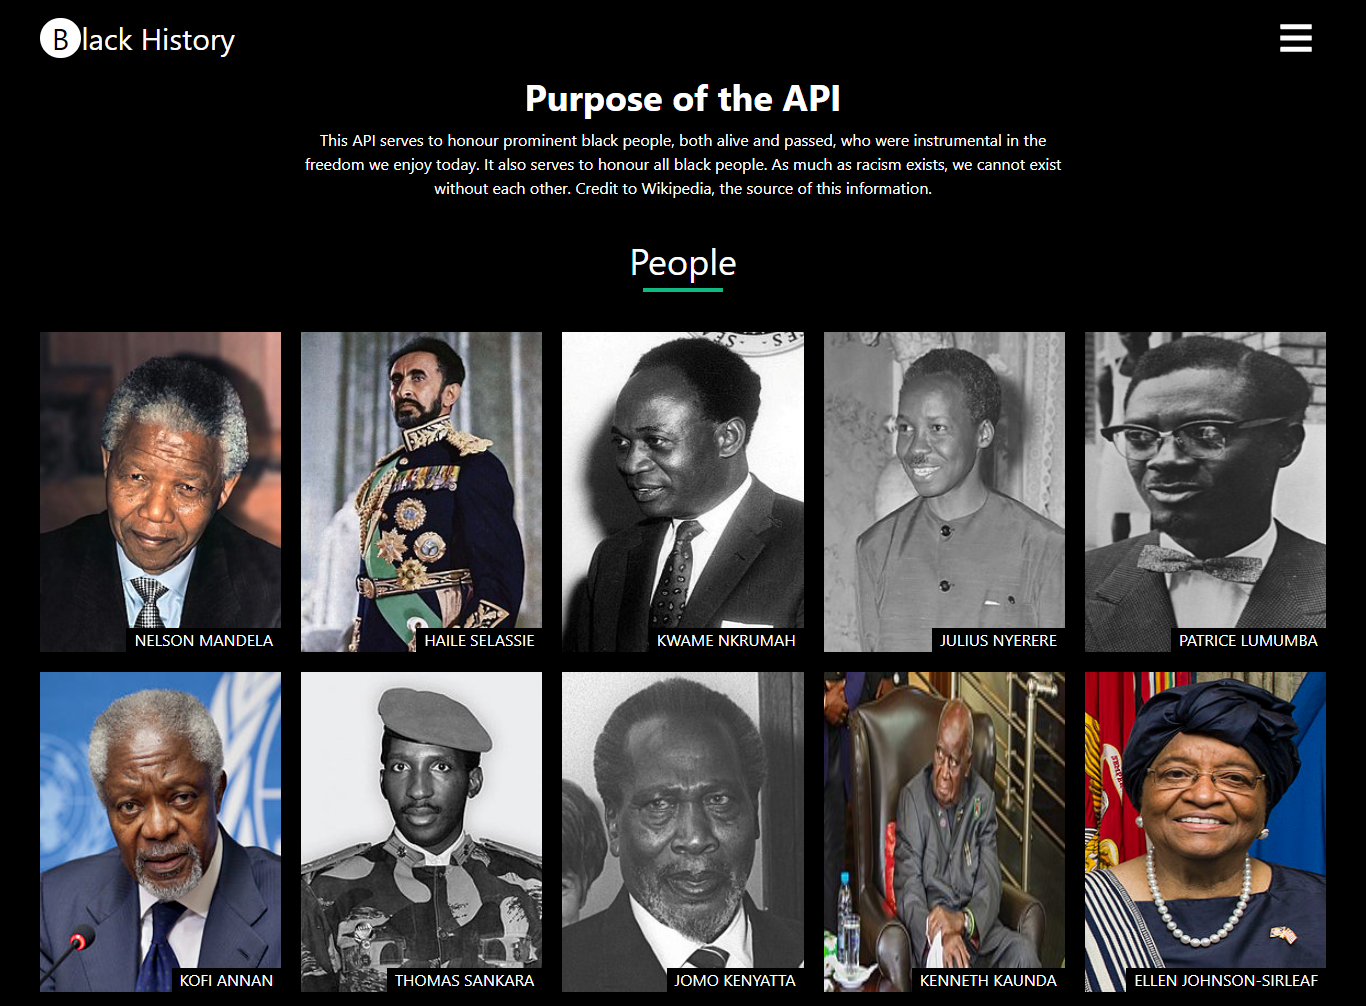 Black History
Purpose of the API
This API serves to honour prominent black people, both alive and passed, who were instrumental in the
freedom we enjoy today. It also serves to honour all black people. As much as racism exists, we cannot exist
without each other. Credit to Wikipedia, the source of this information.
People
NELSON MANDELA
HAILE SELASSIE
KWAME NKRUMAH
JULIUS NYERERE
PATRICE LUMUMBA
KOFI ANNAN
THOMAS SANKARA
JOMO KENYATTA
KENNETH KAUNDA
ELLEN JOHNSON-SIRLEAF